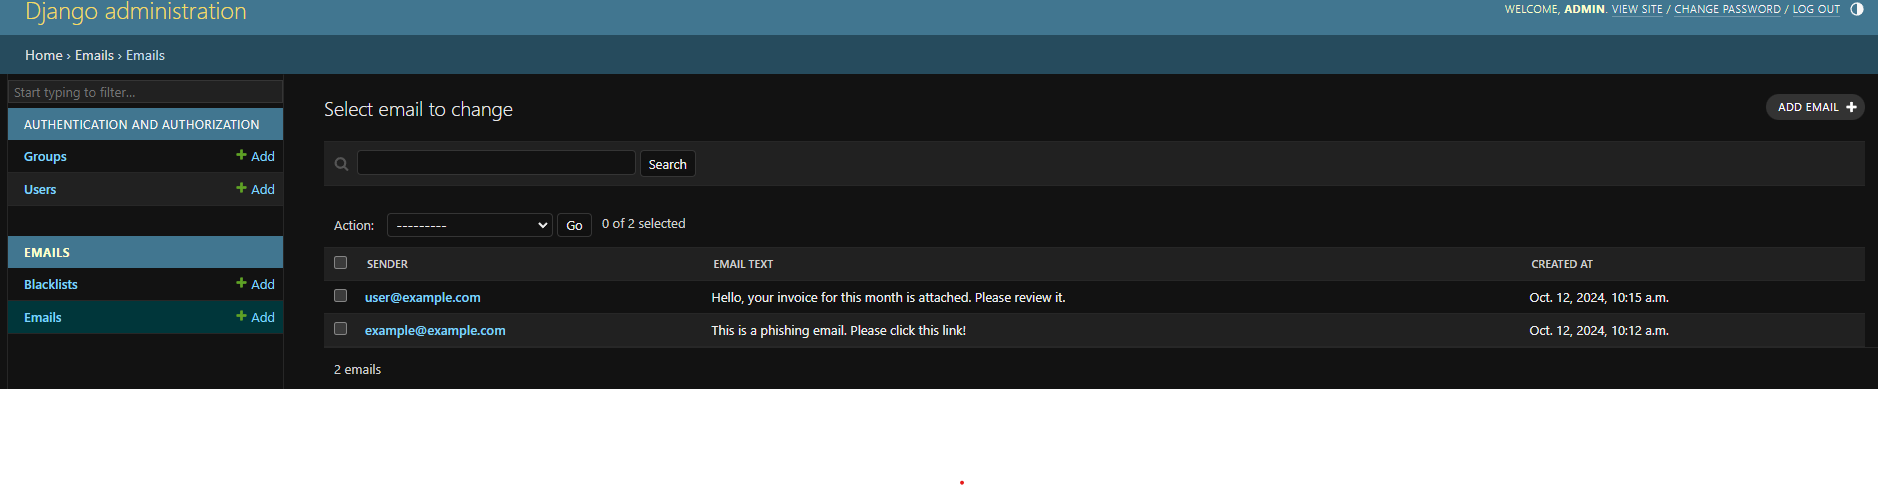 Django administration
WELCOME, ADMIN. VIEW SITE / CHANGE PASSWORD / LOG OUT
Home › Emails › Emails
Start typing to filter...
AUTHENTICATION AND AUTHORIZATION
Groups + Add
Users + Add
EMAILS
Blacklists + Add
Emails + Add
Select email to change
ADD EMAIL +
Search
Action: --------- Go 0 of 2 selected
SENDER EMAIL TEXT CREATED AT
user@example.com Hello, your invoice for this month is attached. Please review it. Oct. 12, 2024, 10:15 a.m.
example@example.com This is a phishing email. Please click this link! Oct. 12, 2024, 10:12 a.m.
2 emails